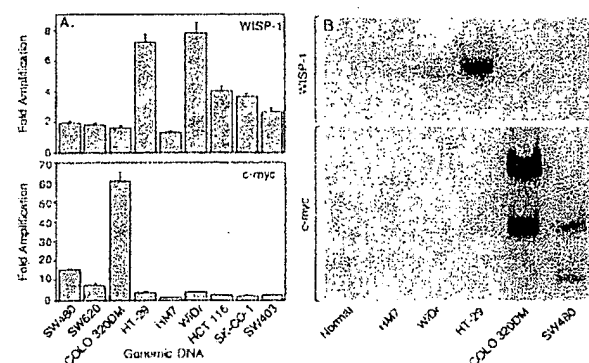 A.
WISP-1
Fold Amplification
8
6
4
2
0
c-myc
Fold Amplification
70
60
50
40
30
20
10
0
SW480
SW620
COLO 320DM
HT-29
HM7
WiDr
HCT 116
SK-CO-1
SW403
Genomic DNA
B
WISP-1
c-myc
Normal
HM7
WiDr
HT-29
COLO 320DM
SW480